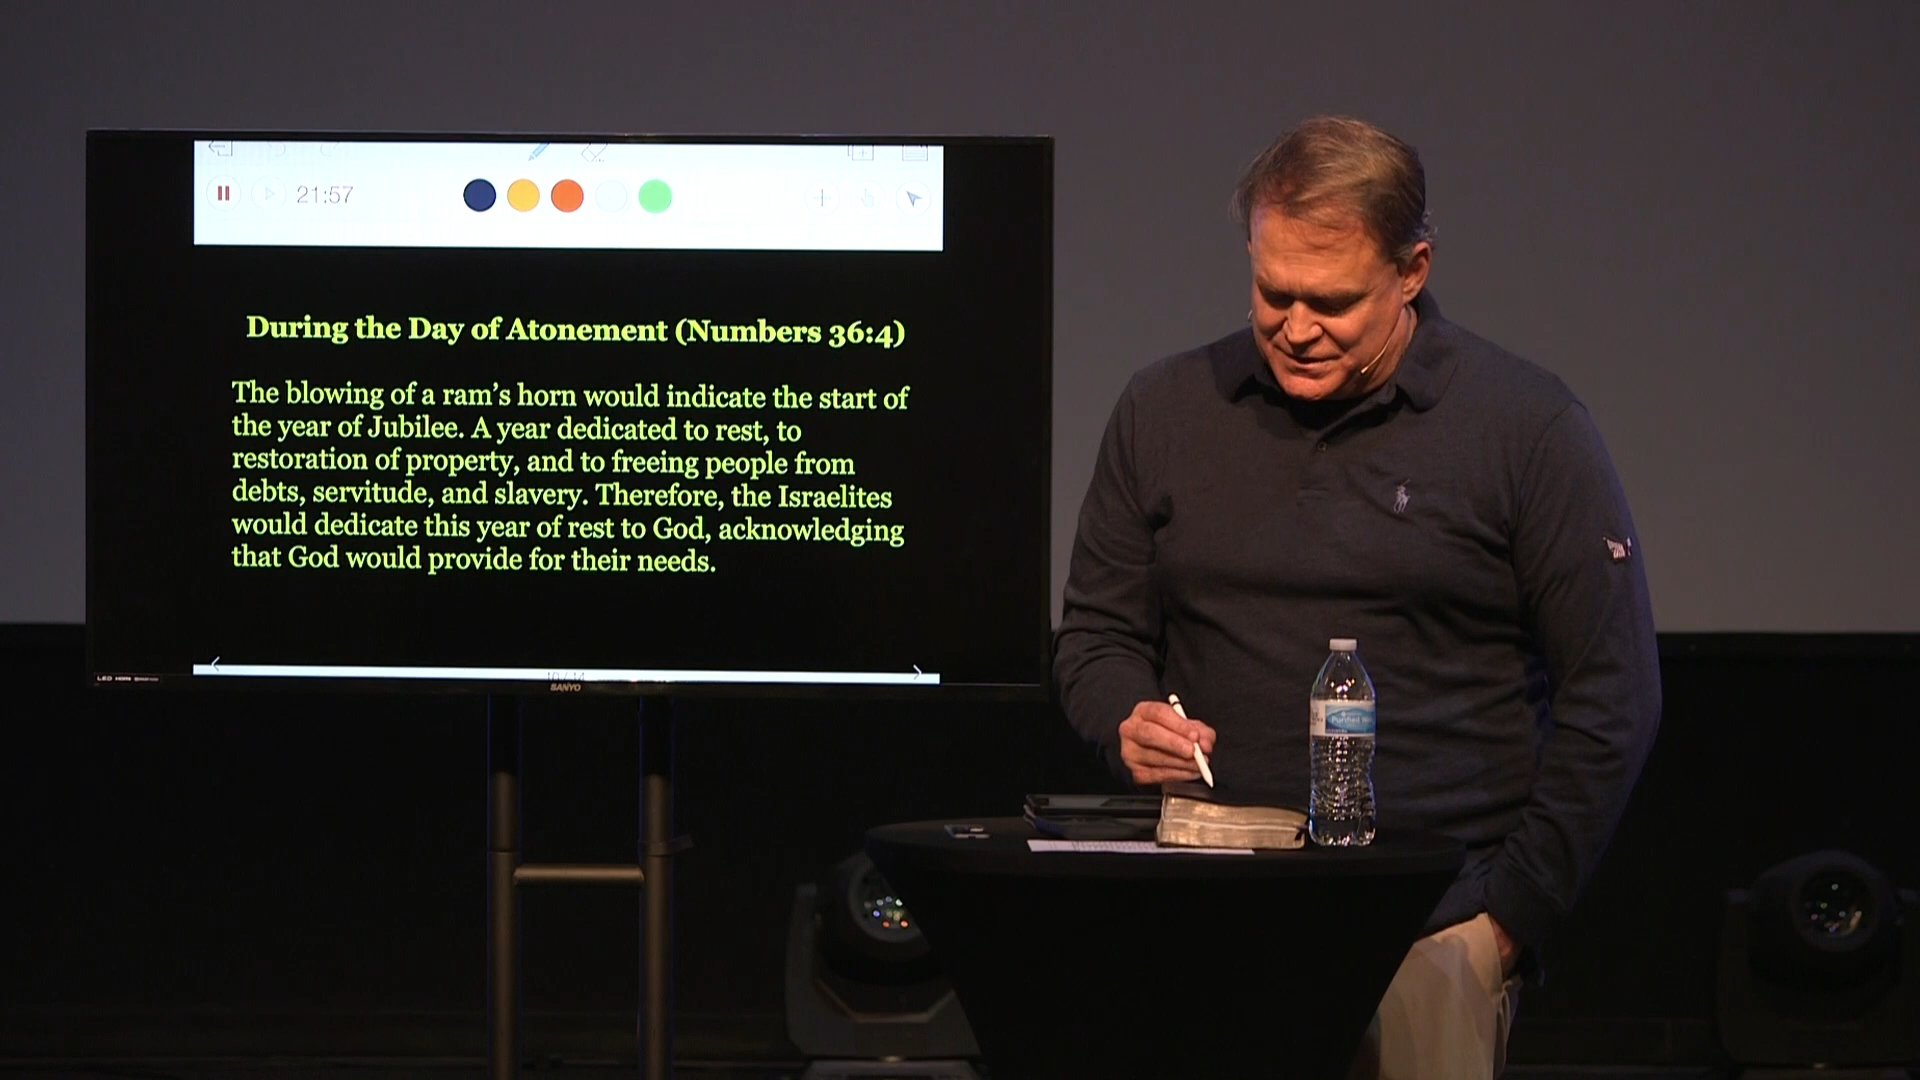 21:57
During the Day of Atonement (Numbers 36:4)
The blowing of a ram's horn would indicate the start of
the year of Jubilee. A year dedicated to rest, to
restoration of property, and to freeing people from
debts, servitude, and slavery. Therefore, the Israelites
would dedicate this year of rest to God, acknowledging
that God would provide for their needs.
SANYO
Purified